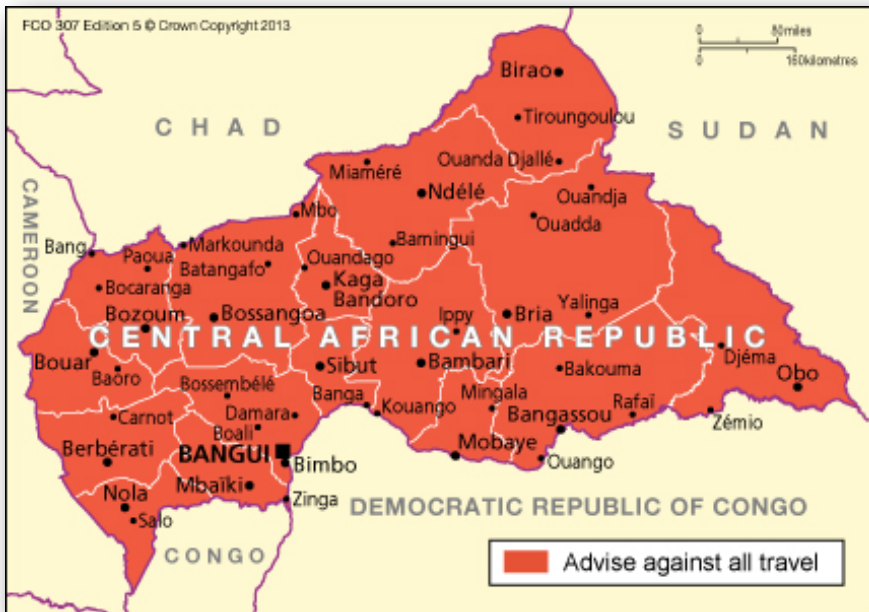 FCO 307 Edition 5 © Crown Copyright 2013
0 80miles
0 160kilometres
CHAD
SUDAN
CAMEROON
Birao
Tiroungoulou
Miaméré
Ouanda Djallé
Ndélé
Ouandja
Mbo
Ouadda
Bang
Paoua
Markounda
Bamingui
Batangafo
Ouandago
Bocaranga
Kaga
Bandoro
Bozoum
Bossangoa
Ippy
Bria
Yalinga
CENTRAL AFRICAN REPUBLIC
Bouar
Baoro
Sibut
Bambari
Bakouma
Djéma
Obo
Bossembélé
Banga
Mingala
Carnot
Damara
Kouango
Rafaï
Zémio
Boali
Bangassou
Berbérati
BANGUI
Bimbo
Mobaye
Ouango
Mbaïki
Nola
Zinga
Salo
DEMOCRATIC REPUBLIC OF CONGO
CONGO
Advise against all travel